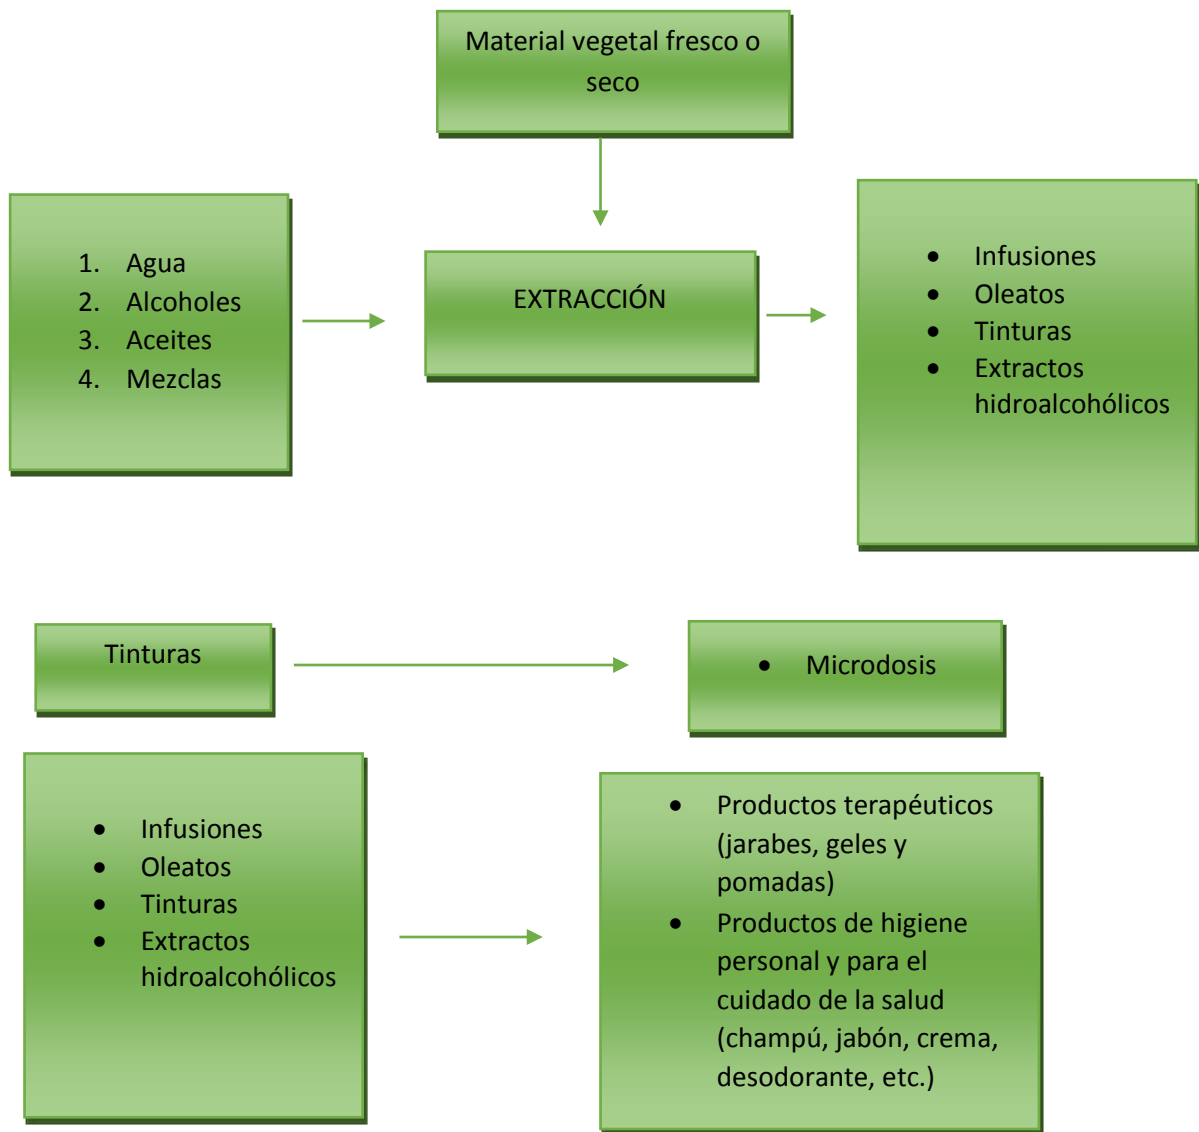 Material vegetal fresco o
seco
1. Agua
2. Alcoholes
3. Aceites
4. Mezclas
EXTRACCIÓN
• Infusiones
• Oleatos
• Tinturas
• Extractos
hidroalcohólicos
Tinturas
• Microdosis
• Infusiones
• Oleatos
• Tinturas
• Extractos
hidroalcohólicos
• Productos terapéuticos
(jarabes, geles y
pomadas)
• Productos de higiene
personal y para el
cuidado de la salud
(champú, jabón, crema,
desodorante, etc.)